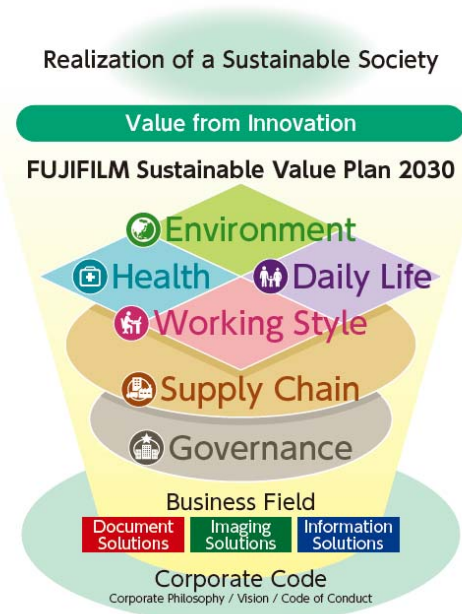 Realization of a Sustainable Society
Value from Innovation
FUJIFILM Sustainable Value Plan 2030
Environment
Health
Daily Life
Working Style
Supply Chain
Governance
Business Field
Document Solutions
Imaging Solutions
Information Solutions
Corporate Code
Corporate Philosophy / Vision / Code of Conduct